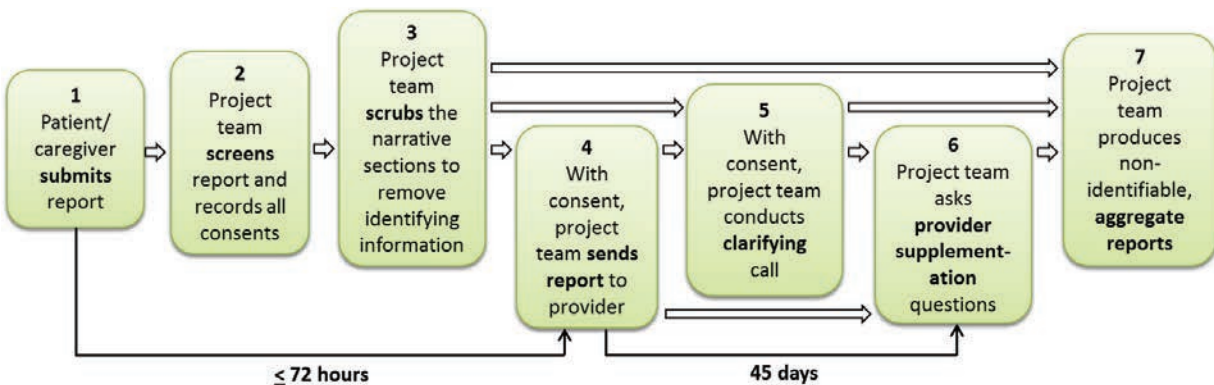 1
Patient/
caregiver
submits
report
2
Project
team
screens
report and
records all
consents
3
Project
team
scrubs the
narrative
sections to
remove
identifying
information
4
With
consent,
project
team sends
report to
provider
5
With
consent,
project team
conducts
clarifying
call
6
Project team
asks
provider
supplement-
ation
questions
7
Project
team
produces
non-
identifiable,
aggregate
reports
≤ 72 hours
45 days